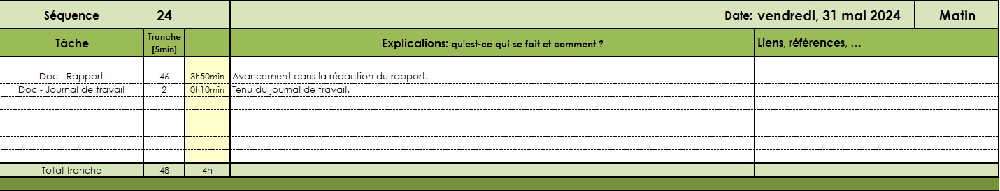 Séquence 24 Date: vendredi, 31 mai 2024 Matin
Tâche Tranche [5min] Explications: qu'est-ce qui se fait et comment ? Liens, références, …
Doc - Rapport 46 3h50min Avancement dans la rédaction du rapport.
Doc - Journal de travail 2 0h10min Tenu du journal de travail.
Total tranche 48 4h